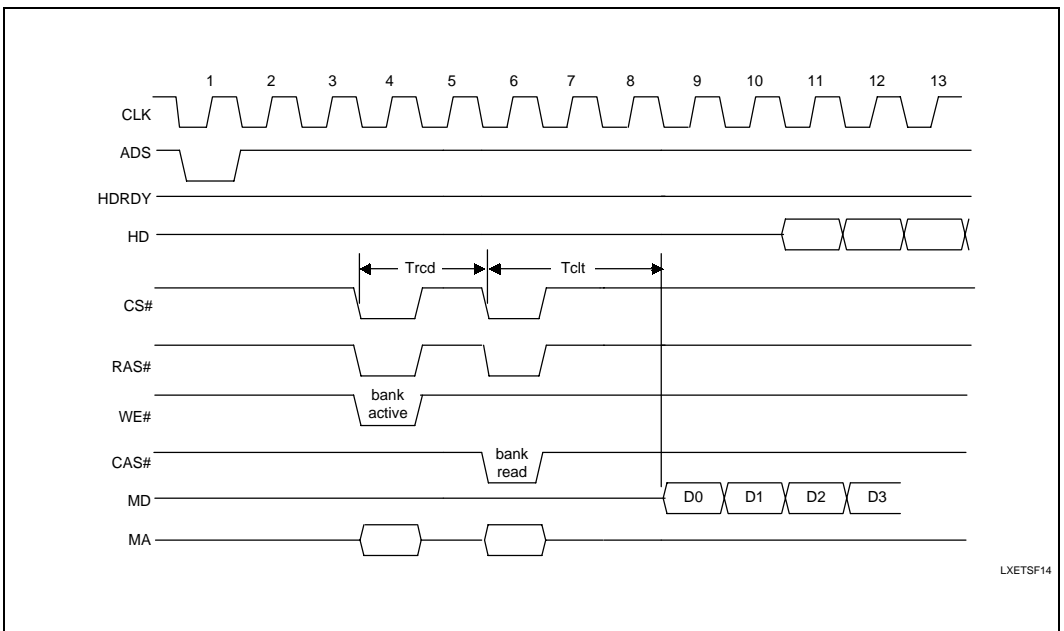 1 2 3 4 5 6 7 8 9 10 11 12 13
CLK
ADS
HDRDY
HD
Trcd Tclt
CS#
RAS#
bank
active
WE#
bank
read
CAS#
MD D0 D1 D2 D3
MA
LXETSF14